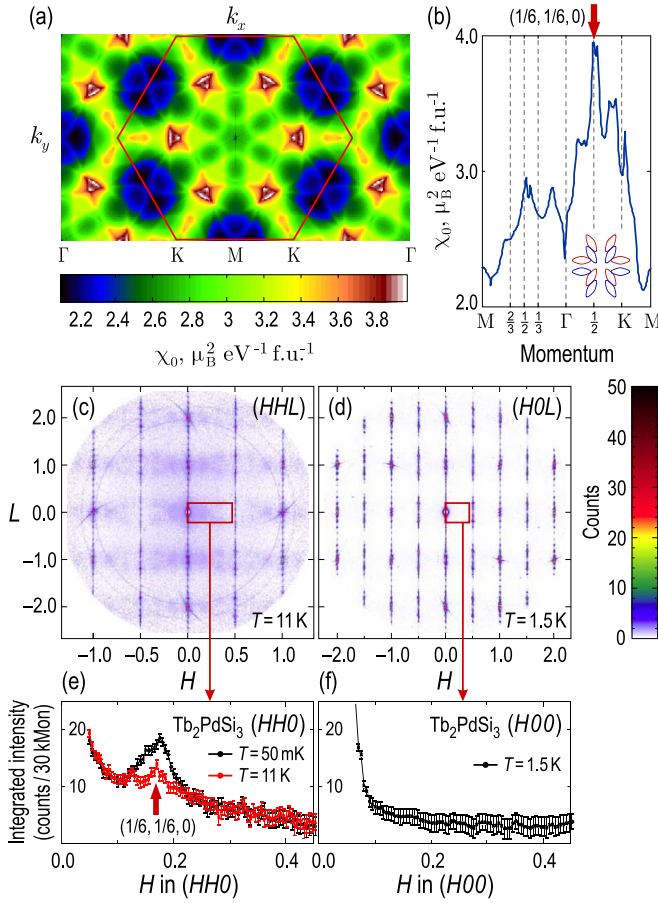 (a)
k_x
k_y
Γ K M K Γ
2.2 2.4 2.6 2.8 3 3.2 3.4 3.6 3.8
χ₀, μ_B² eV⁻¹ f.u.⁻¹
(b)
(1/6, 1/6, 0)
4.0
3.0
2.0
χ₀, μ_B² eV⁻¹ f.u.⁻¹
M 2/3 1/2 1/3 Γ 1/2 K M
Momentum
(c) (HHL)
2.0
1.0
L 0.0
−1.0
−2.0
T = 11 K
−1.0 −0.5 0.0 0.5 1.0
H
(d) (H0L)
T = 1.5 K
−2.0 −1.0 0.0 1.0 2.0
H
50
40
30
20
10
0
Counts
(e) Tb₂PdSi₃ (HH0)
T = 50 mK
T = 11 K
(1/6, 1/6, 0)
20
10
Integrated intensity
(counts / 30 kMon)
0.0 0.2 0.4
H in (HH0)
(f) Tb₂PdSi₃ (H00)
T = 1.5 K
20
10
0.0 0.2 0.4
H in (H00)